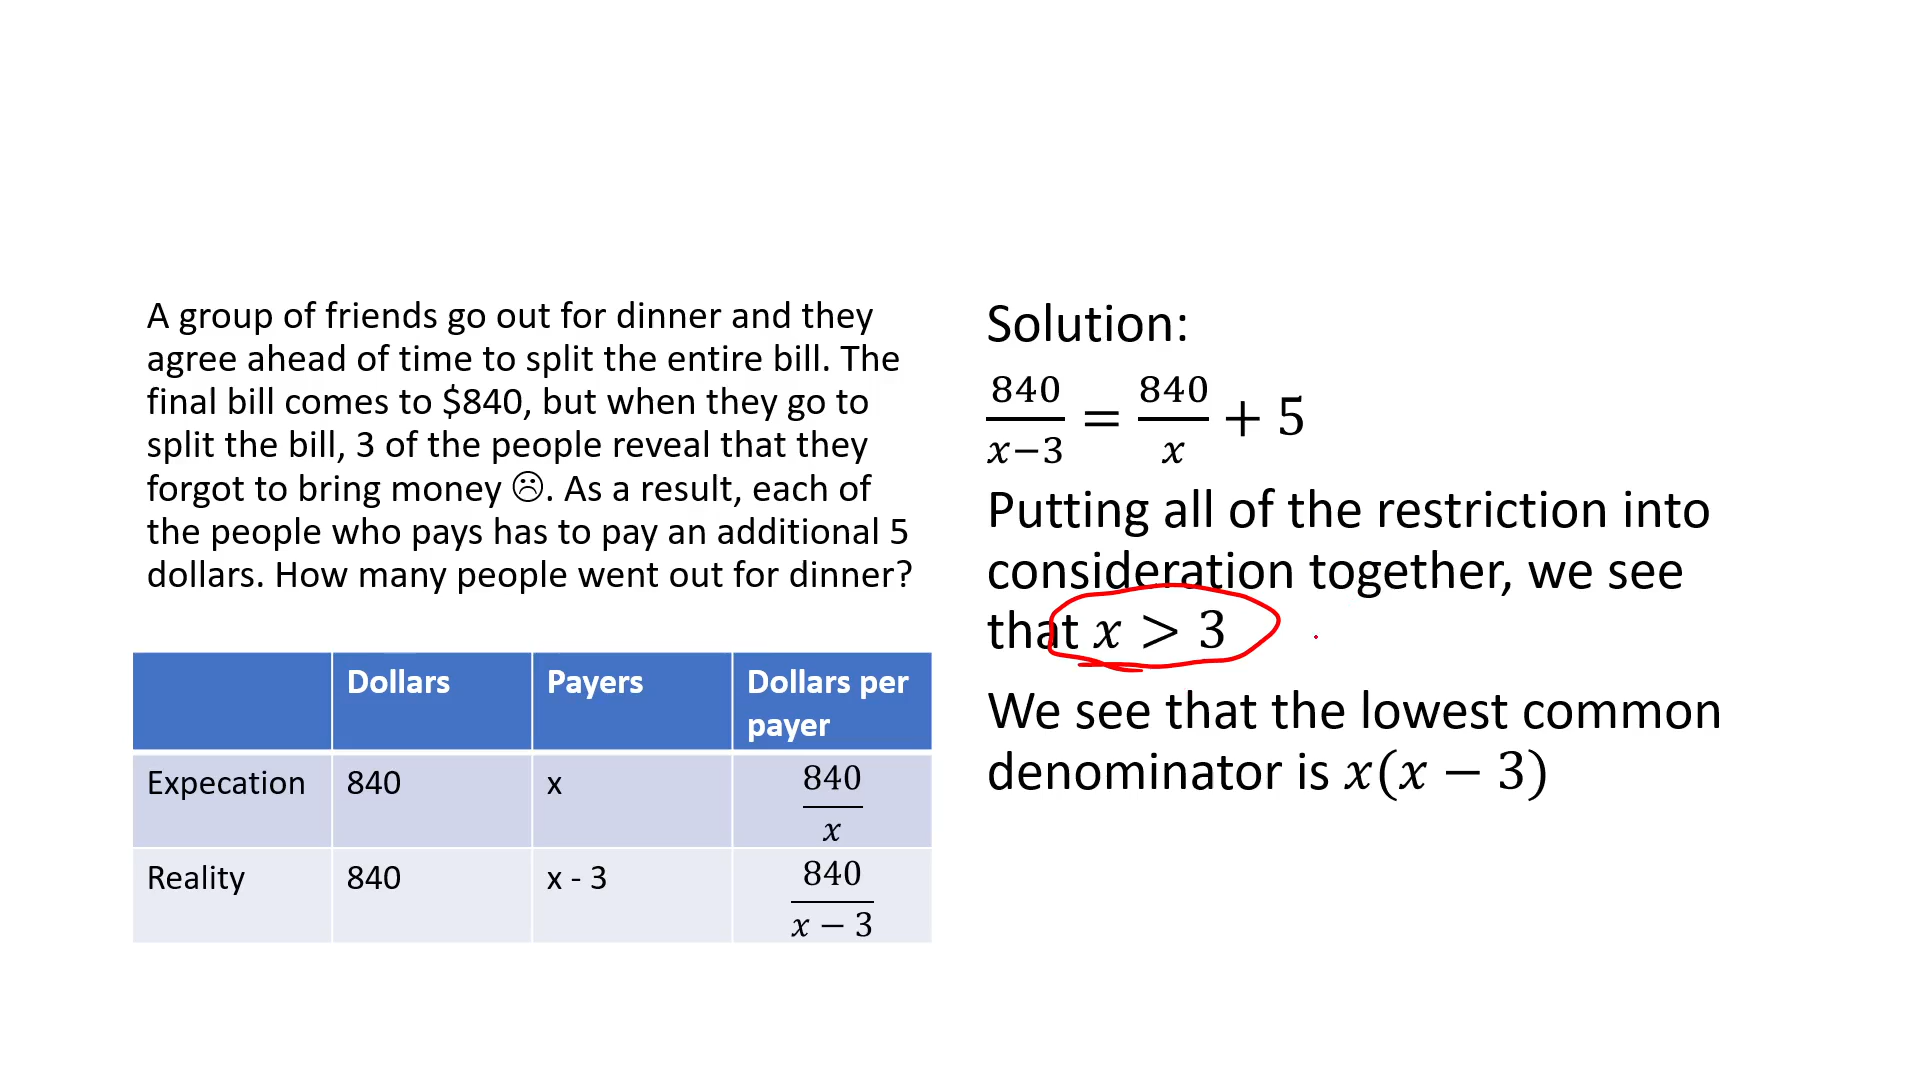 A group of friends go out for dinner and they
agree ahead of time to split the entire bill. The
final bill comes to $840, but when they go to
split the bill, 3 of the people reveal that they
forgot to bring money ☹. As a result, each of
the people who pays has to pay an additional 5
dollars. How many people went out for dinner?
Dollars Payers Dollars per
payer
Expecation 840 x 840/x
Reality 840 x - 3 840/(x − 3)
Solution:
840/(x−3) = 840/x + 5
Putting all of the restriction into
consideration together, we see
that x > 3
We see that the lowest common
denominator is x(x − 3)